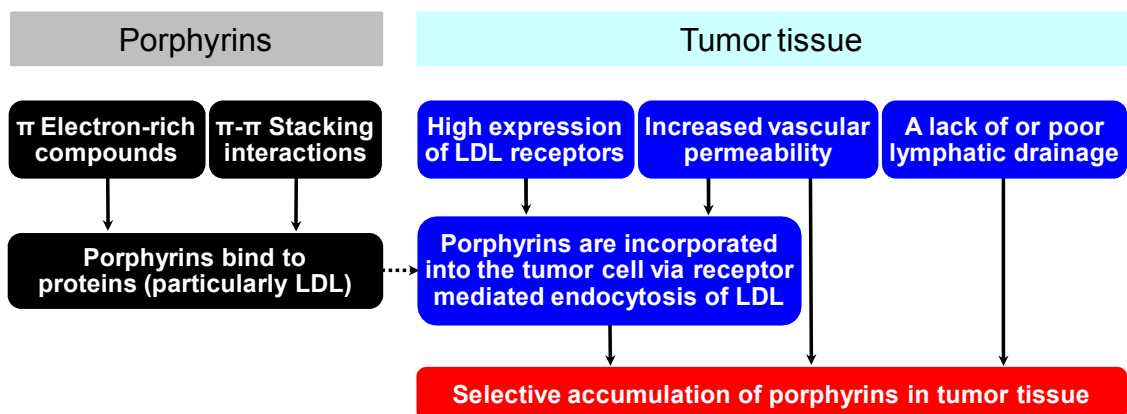 Porphyrins
Tumor tissue
π Electron-rich
compounds
π-π Stacking
interactions
High expression
of LDL receptors
Increased vascular
permeability
A lack of or poor
lymphatic drainage
Porphyrins bind to
proteins (particularly LDL)
Porphyrins are incorporated
into the tumor cell via receptor
mediated endocytosis of LDL
Selective accumulation of porphyrins in tumor tissue